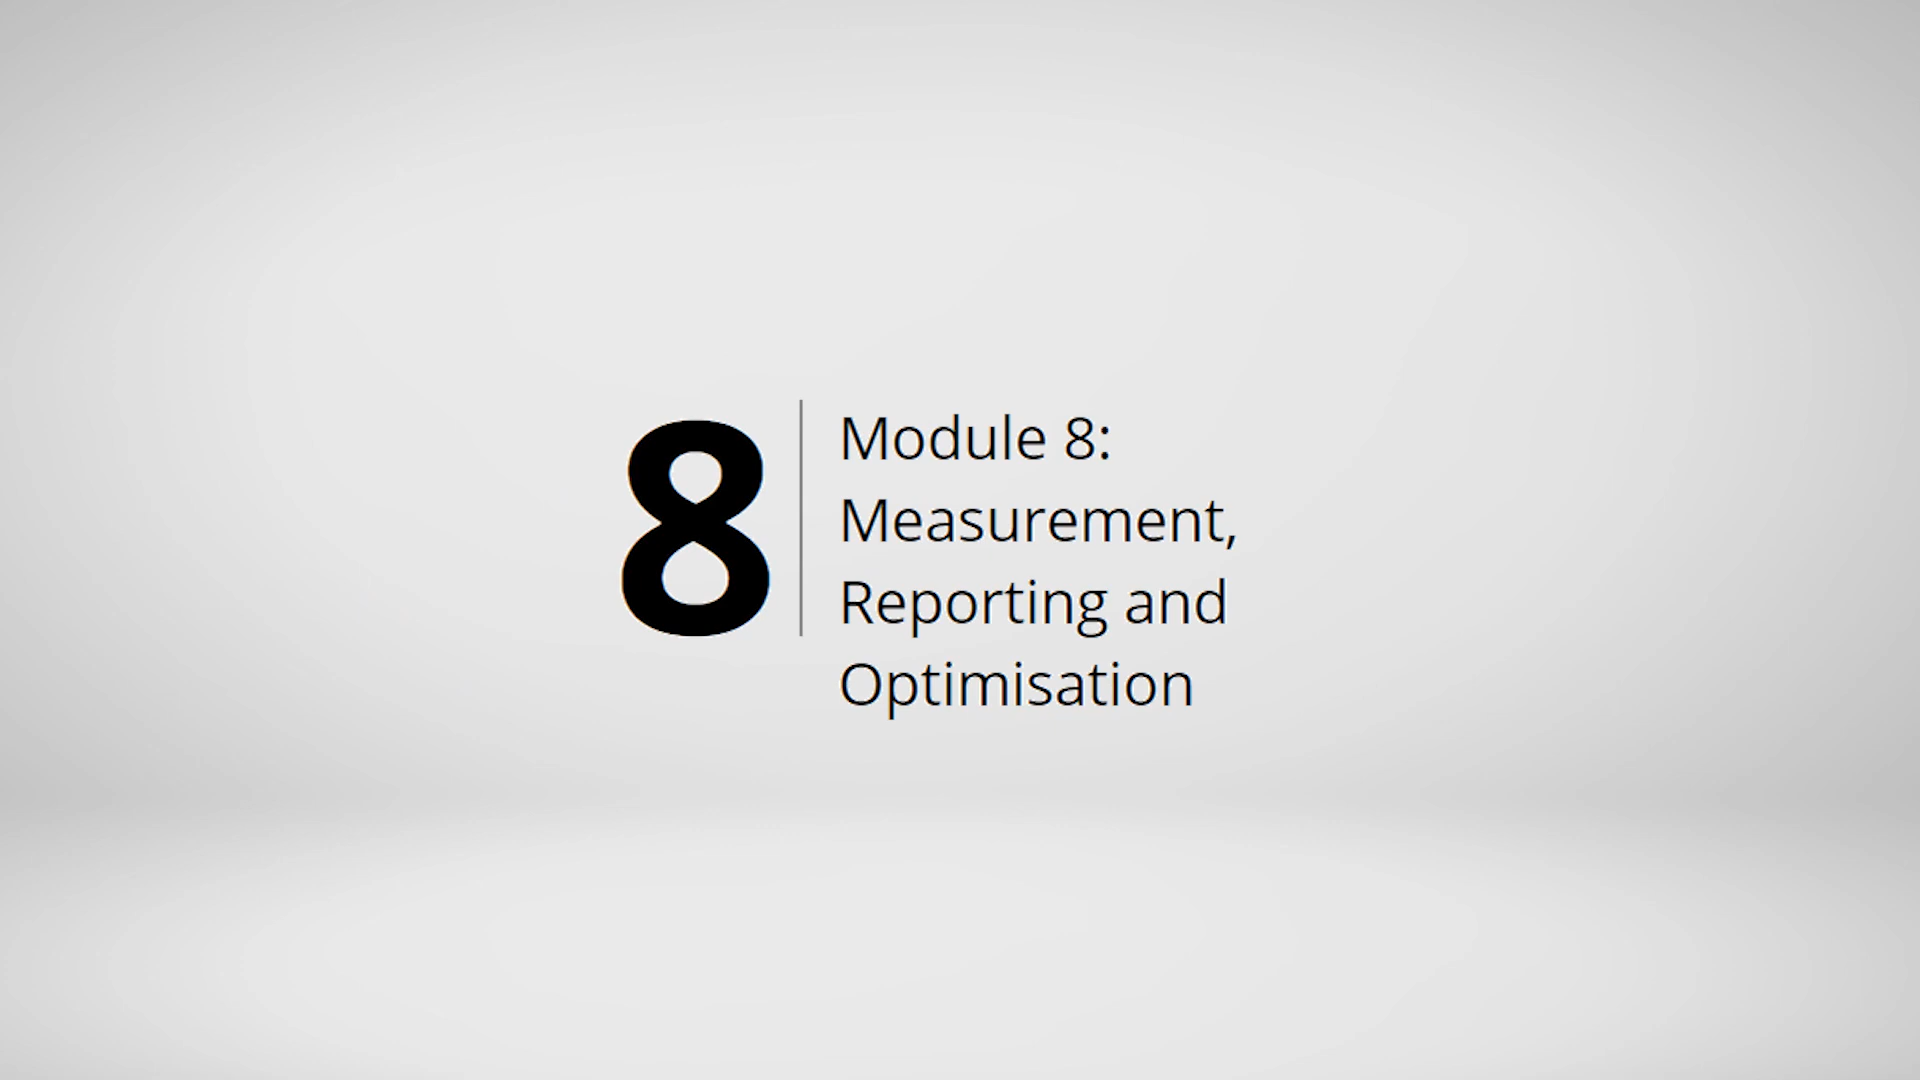 8
Module 8:
Measurement,
Reporting and
Optimisation